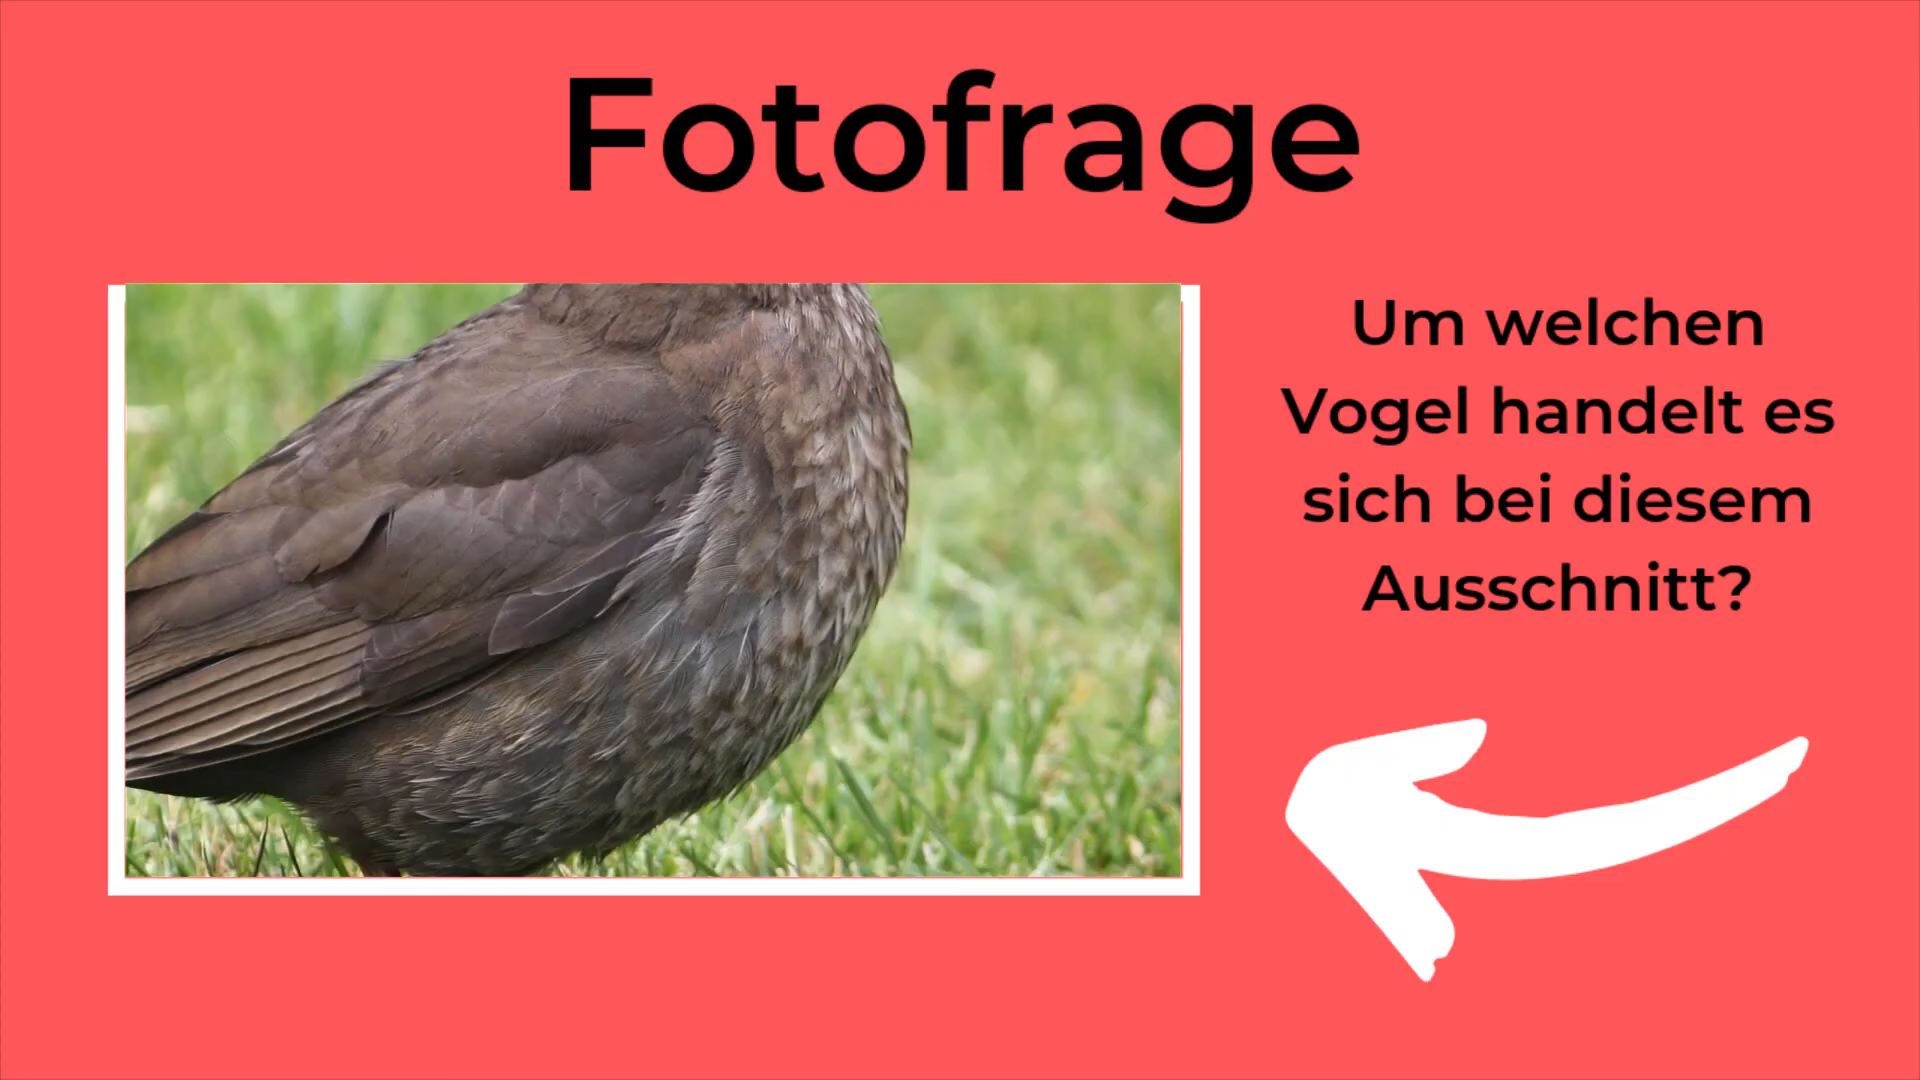 Fotofrage
Um welchen
Vogel handelt es
sich bei diesem
Ausschnitt?